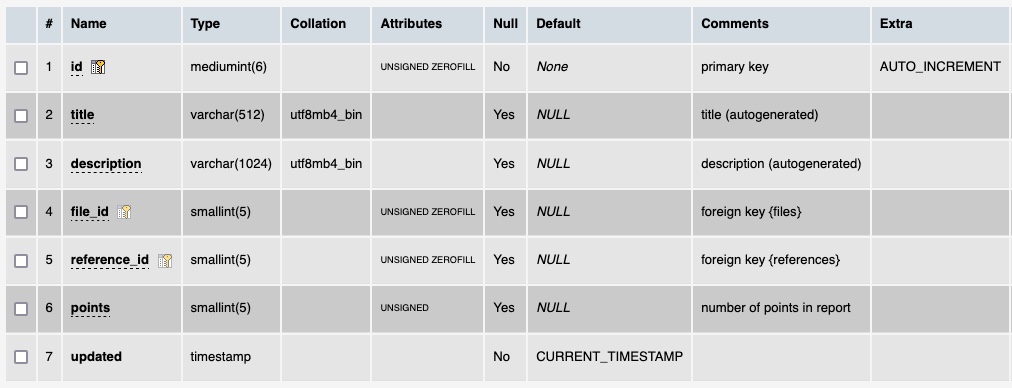 # Name Type Collation Attributes Null Default Comments Extra
1 id mediumint(6) UNSIGNED ZEROFILL No None primary key AUTO_INCREMENT
2 title varchar(512) utf8mb4_bin Yes NULL title (autogenerated)
3 description varchar(1024) utf8mb4_bin Yes NULL description (autogenerated)
4 file_id smallint(5) UNSIGNED ZEROFILL Yes NULL foreign key {files}
5 reference_id smallint(5) UNSIGNED ZEROFILL Yes NULL foreign key {references}
6 points smallint(5) UNSIGNED Yes NULL number of points in report
7 updated timestamp No CURRENT_TIMESTAMP